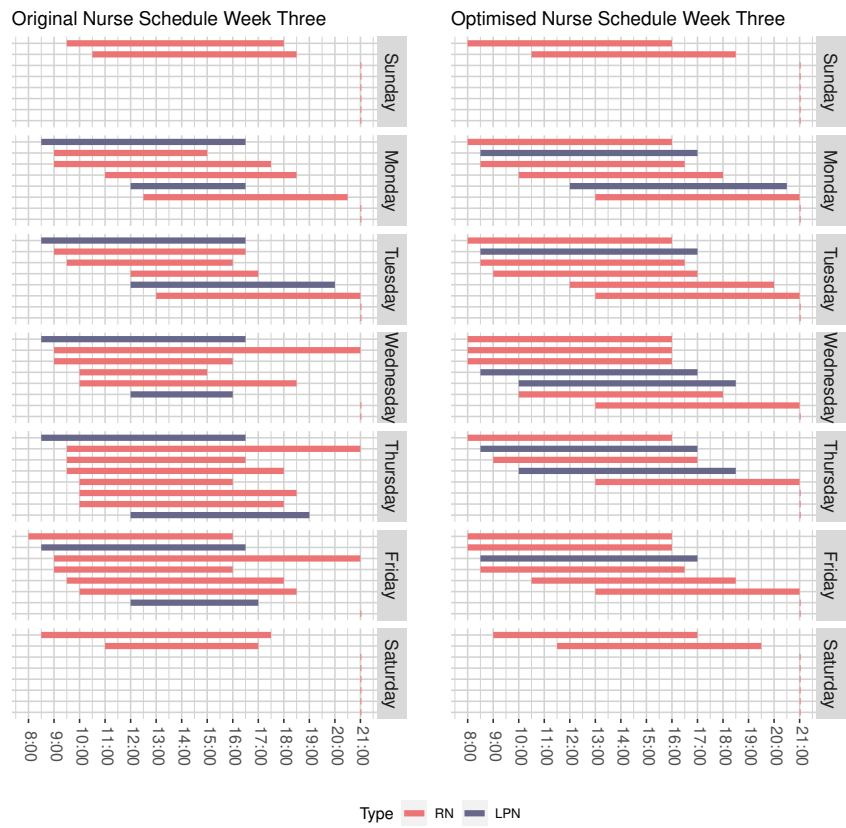 Original Nurse Schedule Week Three
Sunday
Monday
Tuesday
Wednesday
Thursday
Friday
Saturday
8:00
9:00
10:00
11:00
12:00
13:00
14:00
15:00
16:00
17:00
18:00
19:00
20:00
21:00
Optimised Nurse Schedule Week Three
Sunday
Monday
Tuesday
Wednesday
Thursday
Friday
Saturday
8:00
9:00
10:00
11:00
12:00
13:00
14:00
15:00
16:00
17:00
18:00
19:00
20:00
21:00
Type RN LPN